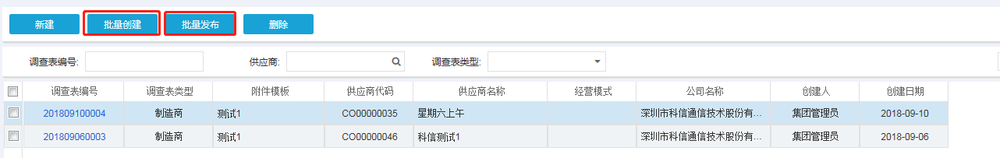 新建 批量创建 批量发布 删除
调查表编号: 供应商: 调查表类型:
调查表编号 调查表类型 附件模板 供应商代码 供应商名称 经营模式 公司名称 创建人 创建日期
201809100004 制造商 测试1 CO00000035 星期六上午 深圳市科信通信技术股份有... 集团管理员 2018-09-10
201809060003 制造商 测试1 CO00000046 科信测试1 深圳市科信通信技术股份有... 集团管理员 2018-09-06